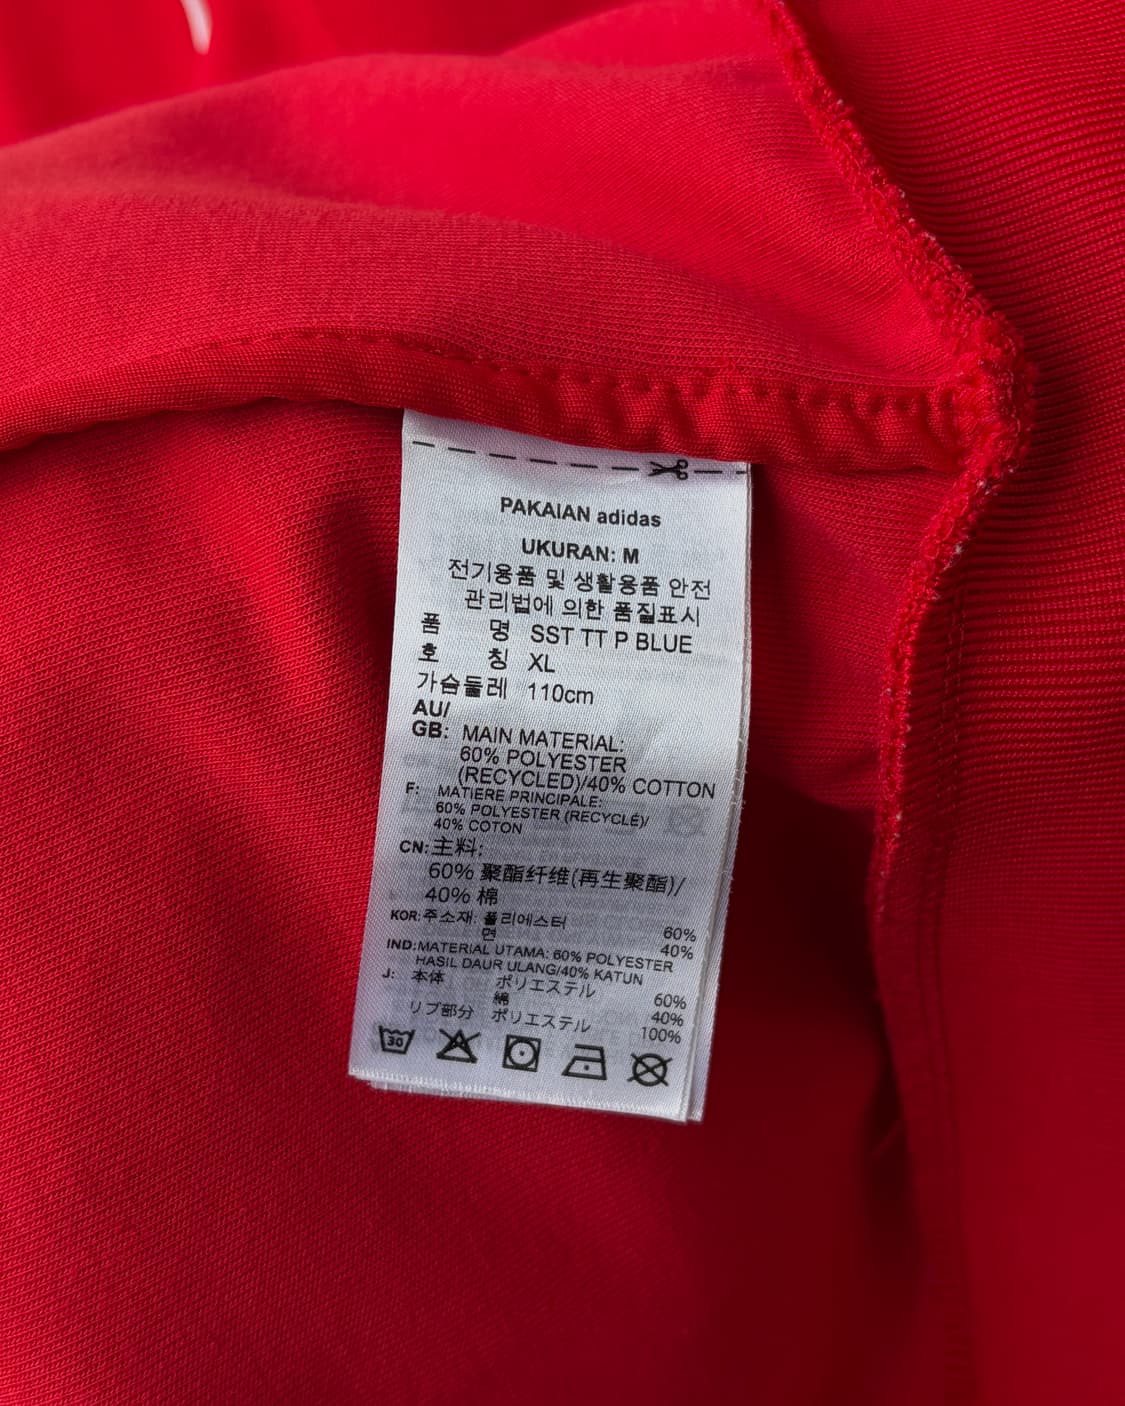 PAKAIAN adidas
UKURAN: M
전기용품 및 생활용품 안전
관리법에 의한 품질표시
품 명 SST TT P BLUE
호 칭 XL
가슴둘레 110cm
AU/
GB: MAIN MATERIAL:
60% POLYESTER
(RECYCLED)/40% COTTON
F: MATIERE PRINCIPALE:
60% POLYESTER (RECYCLÉ)/
40% COTON
CN: 主料:
60% 聚酯纤维(再生聚酯)/
40% 棉
KOR: 주소재: 폴리에스터 60%
면 40%
IND: MATERIAL UTAMA: 60% POLYESTER
HASIL DAUR ULANG/40% KATUN
J: 本体 ポリエステル 60%
綿 40%
リブ部分 ポリエステル 100%
30